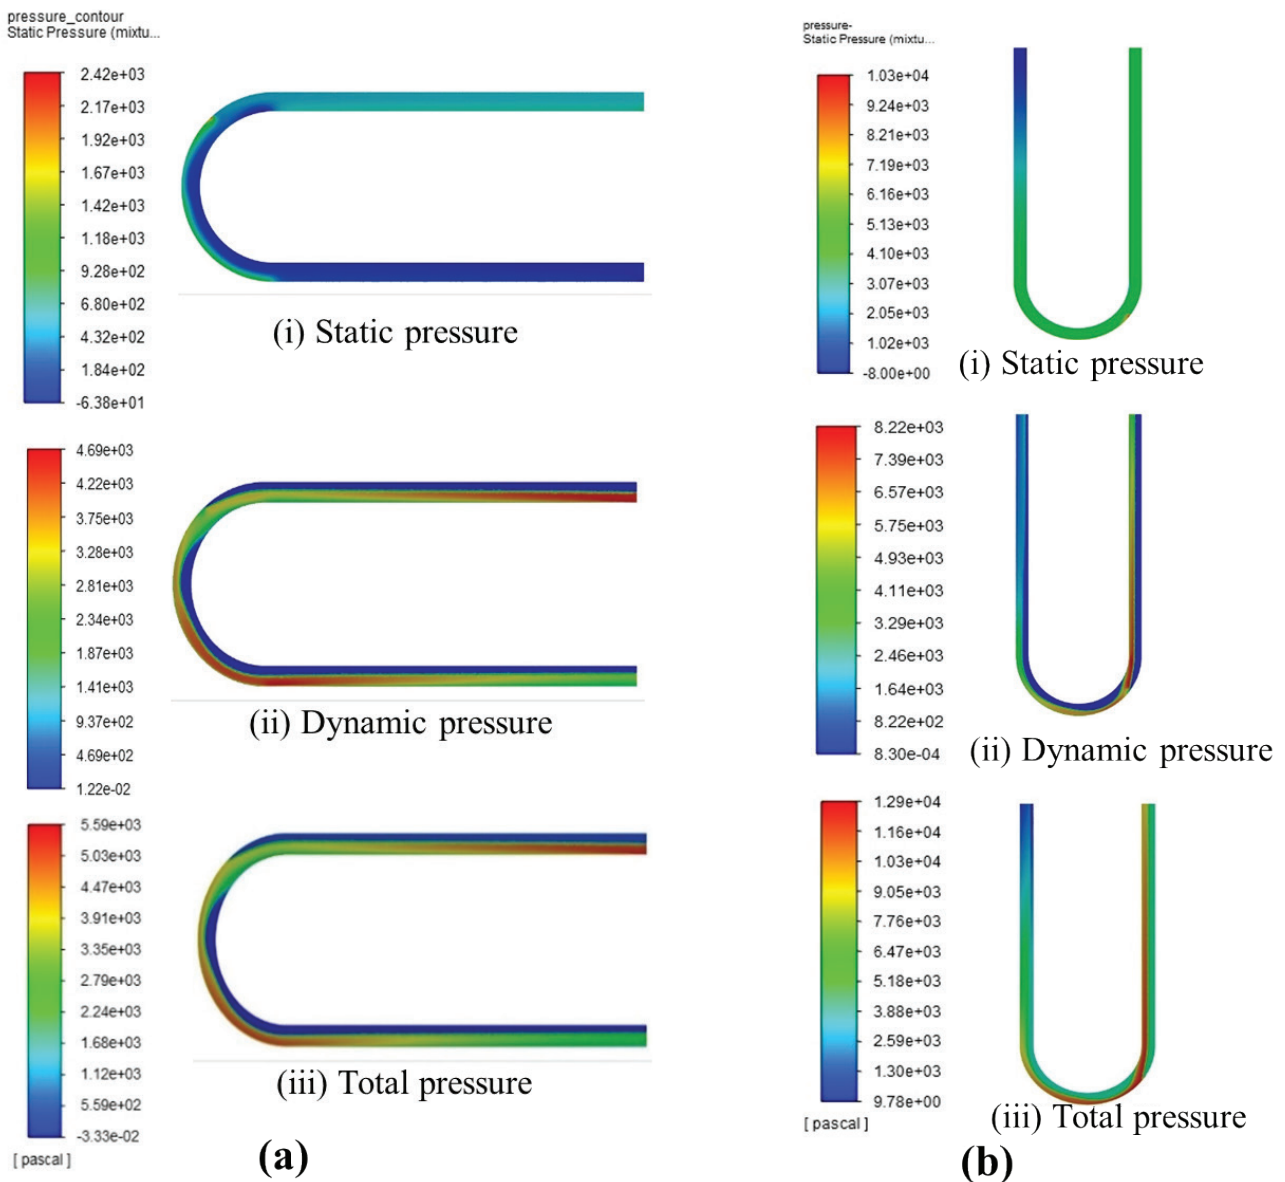 pressure_contour
Static Pressure (mixtu...
2.42e+03
2.17e+03
1.92e+03
1.67e+03
1.42e+03
1.18e+03
9.28e+02
6.80e+02
4.32e+02
1.84e+02
-6.38e+01
(i) Static pressure
4.69e+03
4.22e+03
3.75e+03
3.28e+03
2.81e+03
2.34e+03
1.87e+03
1.41e+03
9.37e+02
4.69e+02
1.22e-02
(ii) Dynamic pressure
5.59e+03
5.03e+03
4.47e+03
3.91e+03
3.35e+03
2.79e+03
2.24e+03
1.68e+03
1.12e+03
5.59e+02
-3.33e-02
[ pascal ]
(iii) Total pressure
(a)
pressure-
Static Pressure (mixtu...
1.03e+04
9.24e+03
8.21e+03
7.19e+03
6.16e+03
5.13e+03
4.10e+03
3.07e+03
2.05e+03
1.02e+03
-8.00e+00
(i) Static pressure
8.22e+03
7.39e+03
6.57e+03
5.75e+03
4.93e+03
4.11e+03
3.29e+03
2.46e+03
1.64e+03
8.22e+02
8.30e-04
(ii) Dynamic pressure
1.29e+04
1.16e+04
1.03e+04
9.05e+03
7.76e+03
6.47e+03
5.18e+03
3.88e+03
2.59e+03
1.30e+03
9.78e+00
[ pascal ]
(iii) Total pressure
(b)